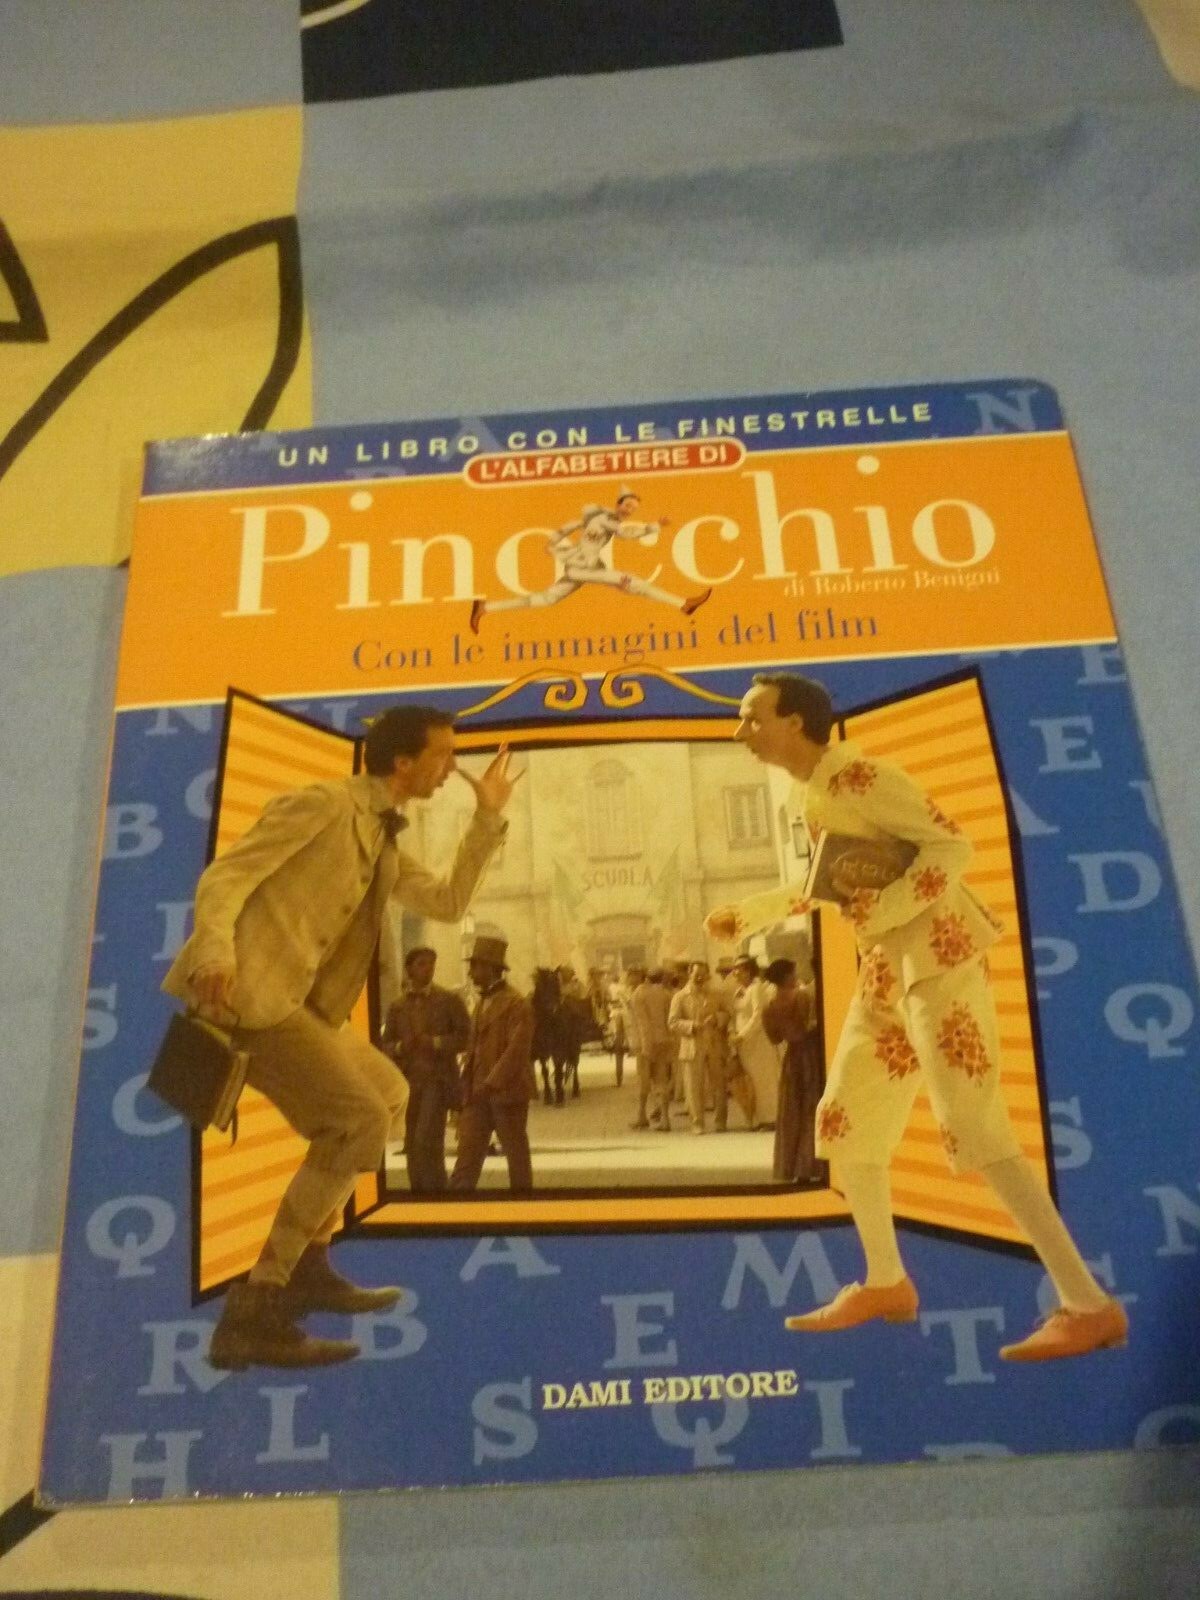 UN LIBRO CON LE FINESTRELLE
L'ALFABETIERE DI
Pinocchio
di Roberto Benigni
Con le immagini del film
SCUOLA
N
B
S
Q
R
L
H
A
B
E
M
S
Q
I
T
E
D
P
Q
S
N
DAMI EDITORE